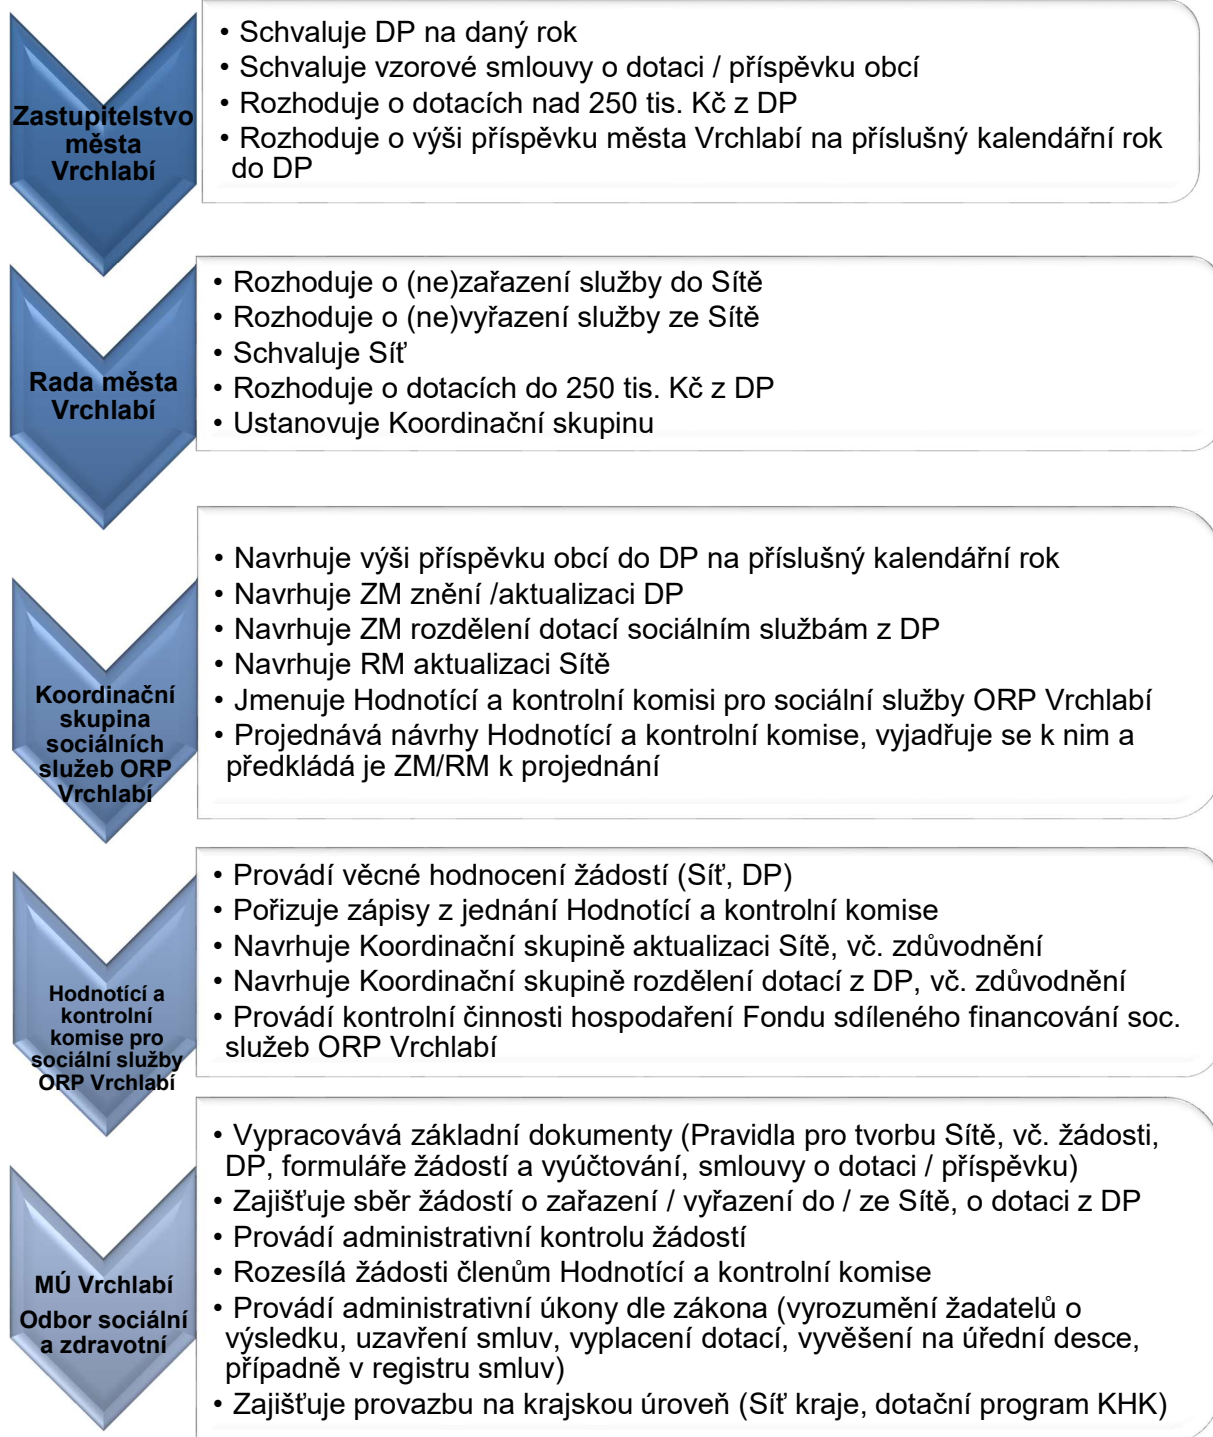 Zastupitelstvo
města
Vrchlabí
• Schvaluje DP na daný rok
• Schvaluje vzorové smlouvy o dotaci / příspěvku obcí
• Rozhoduje o dotacích nad 250 tis. Kč z DP
• Rozhoduje o výši příspěvku města Vrchlabí na příslušný kalendářní rok
do DP
Rada města
Vrchlabí
• Rozhoduje o (ne)zařazení služby do Sítě
• Rozhoduje o (ne)vyřazení služby ze Sítě
• Schvaluje Síť
• Rozhoduje o dotacích do 250 tis. Kč z DP
• Ustanovuje Koordinační skupinu
Koordinační
skupina
sociálních
služeb ORP
Vrchlabí
• Navrhuje výši příspěvku obcí do DP na příslušný kalendářní rok
• Navrhuje ZM znění /aktualizaci DP
• Navrhuje ZM rozdělení dotací sociálním službám z DP
• Navrhuje RM aktualizaci Sítě
• Jmenuje Hodnotící a kontrolní komisi pro sociální služby ORP Vrchlabí
• Projednává návrhy Hodnotící a kontrolní komise, vyjadřuje se k nim a
předkládá je ZM/RM k projednání
Hodnotící a
kontrolní
komise pro
sociální služby
ORP Vrchlabí
• Provádí věcné hodnocení žádostí (Síť, DP)
• Pořizuje zápisy z jednání Hodnotící a kontrolní komise
• Navrhuje Koordinační skupině aktualizaci Sítě, vč. zdůvodnění
• Navrhuje Koordinační skupině rozdělení dotací z DP, vč. zdůvodnění
• Provádí kontrolní činnosti hospodaření Fondu sdíleného financování soc.
služeb ORP Vrchlabí
MÚ Vrchlabí
Odbor sociální
a zdravotní
• Vypracovává základní dokumenty (Pravidla pro tvorbu Sítě, vč. žádosti,
DP, formuláře žádostí a vyúčtování, smlouvy o dotaci / příspěvku)
• Zajišťuje sběr žádostí o zařazení / vyřazení do / ze Sítě, o dotaci z DP
• Provádí administrativní kontrolu žádostí
• Rozesílá žádosti členům Hodnotící a kontrolní komise
• Provádí administrativní úkony dle zákona (vyrozumění žadatelů o
výsledku, uzavření smluv, vyplacení dotací, vyvěšení na úřední desce,
případně v registru smluv)
• Zajišťuje provazbu na krajskou úroveň (Síť kraje, dotační program KHK)